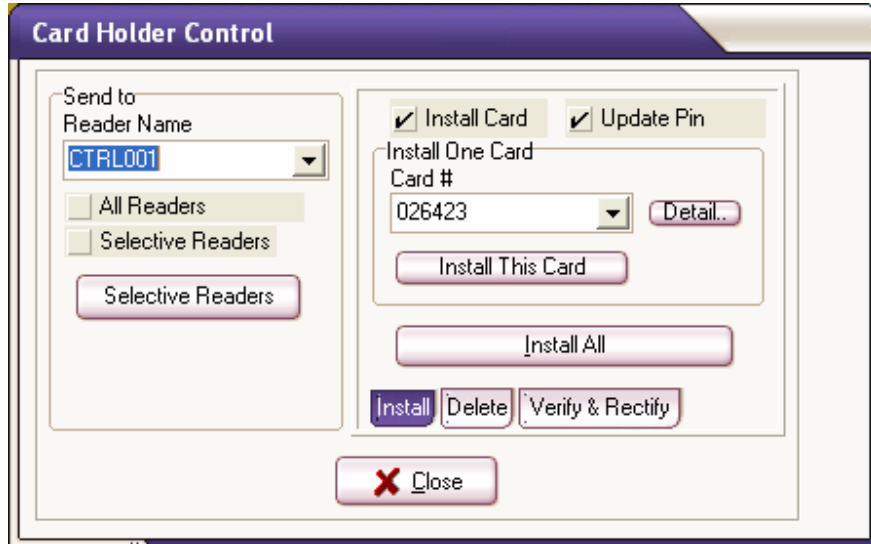 Card Holder Control
Send to
Reader Name
CTRL001
All Readers
Selective Readers
Selective Readers
Install Card
Update Pin
Install One Card
Card #
026423
Detail..
Install This Card
Install All
Install
Delete
Verify & Rectify
Close